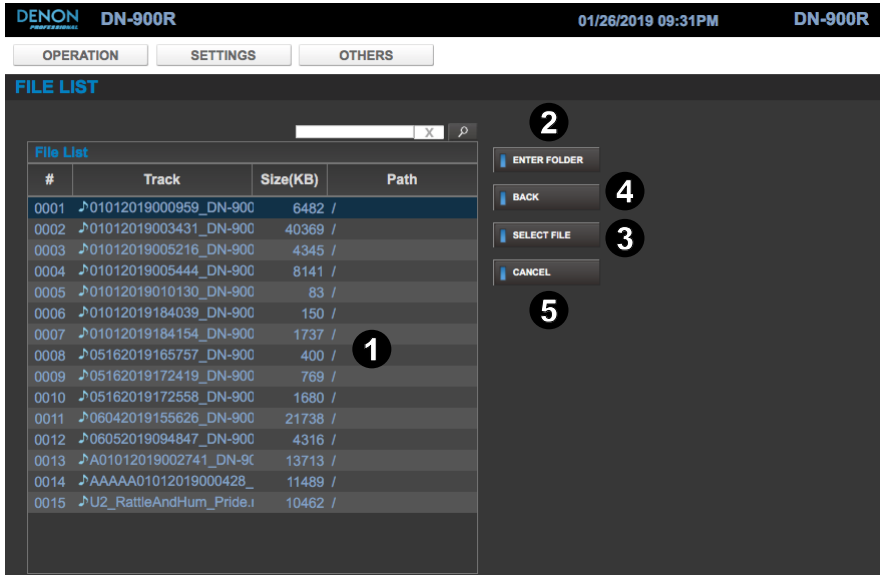 DENON PROFESSIONAL DN-900R 01/26/2019 09:31PM DN-900R
OPERATION SETTINGS OTHERS
FILE LIST
X
File List
# Track Size(KB) Path
0001 ♪01012019000959_DN-900 6482 /
0002 ♪01012019003431_DN-900 40369 /
0003 ♪01012019005216_DN-900 4345 /
0004 ♪01012019005444_DN-900 8141 /
0005 ♪01012019010130_DN-900 83 /
0006 ♪01012019184039_DN-900 150 /
0007 ♪01012019184154_DN-900 1737 /
0008 ♪05162019165757_DN-900 400 /
0009 ♪05162019172419_DN-900 769 /
0010 ♪05162019172558_DN-900 1680 /
0011 ♪06042019155626_DN-900 21738 /
0012 ♪06052019094847_DN-900 4316 /
0013 ♪A01012019002741_DN-90 13713 /
0014 ♪AAAAA01012019000428_ 11489 /
0015 ♪U2_RattleAndHum_Pride.m 10462 /
1
2
ENTER FOLDER
BACK
4
SELECT FILE
3
CANCEL
5